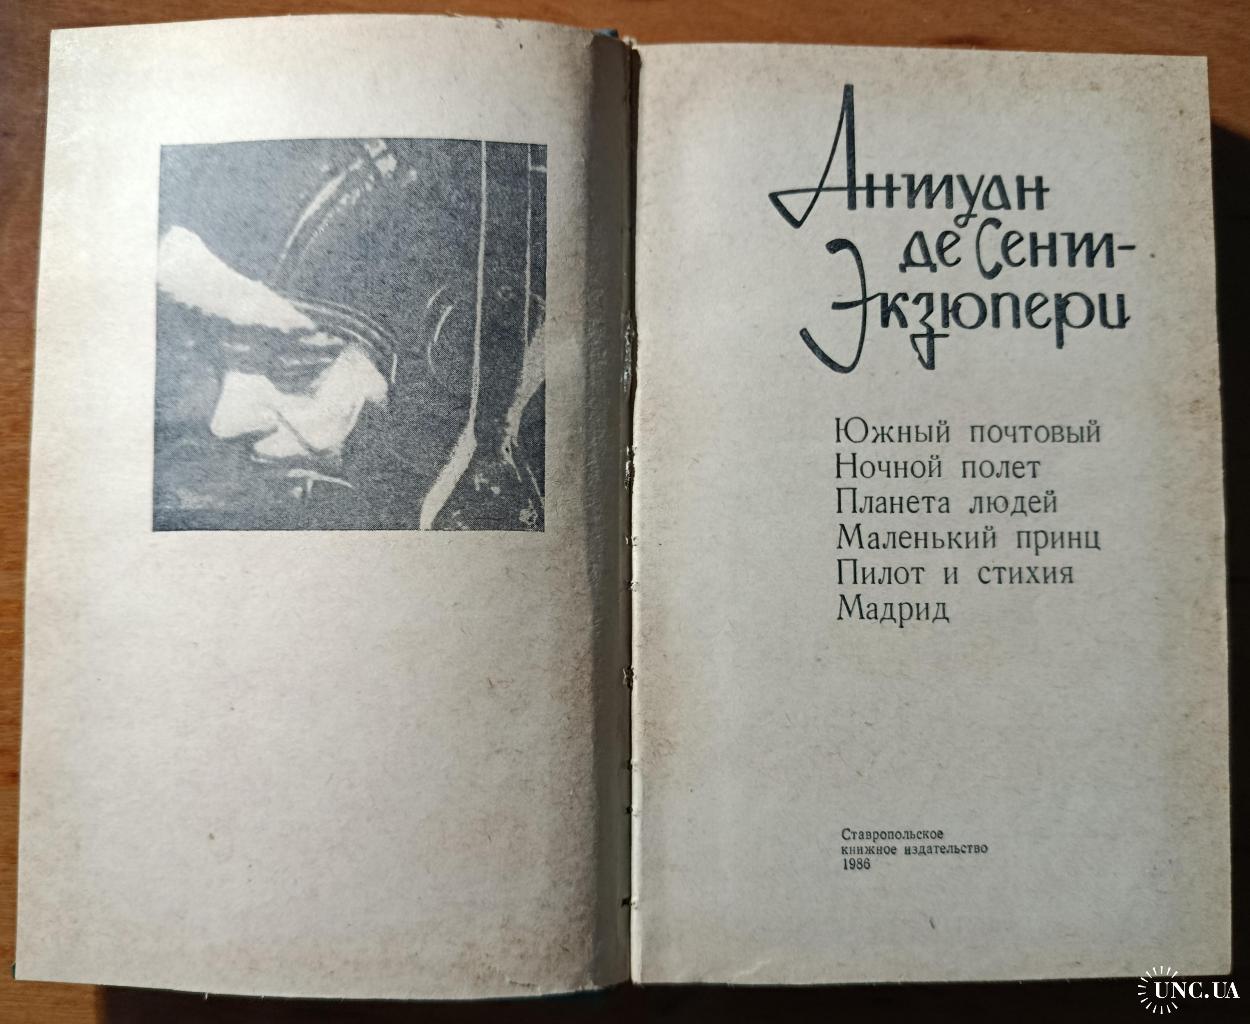 Антуан
де Сент-
Экзюпери
Южный почтовый
Ночной полет
Планета людей
Маленький принц
Пилот и стихия
Мадрид
Ставропольское
книжное издательство
1986
UNC.UA